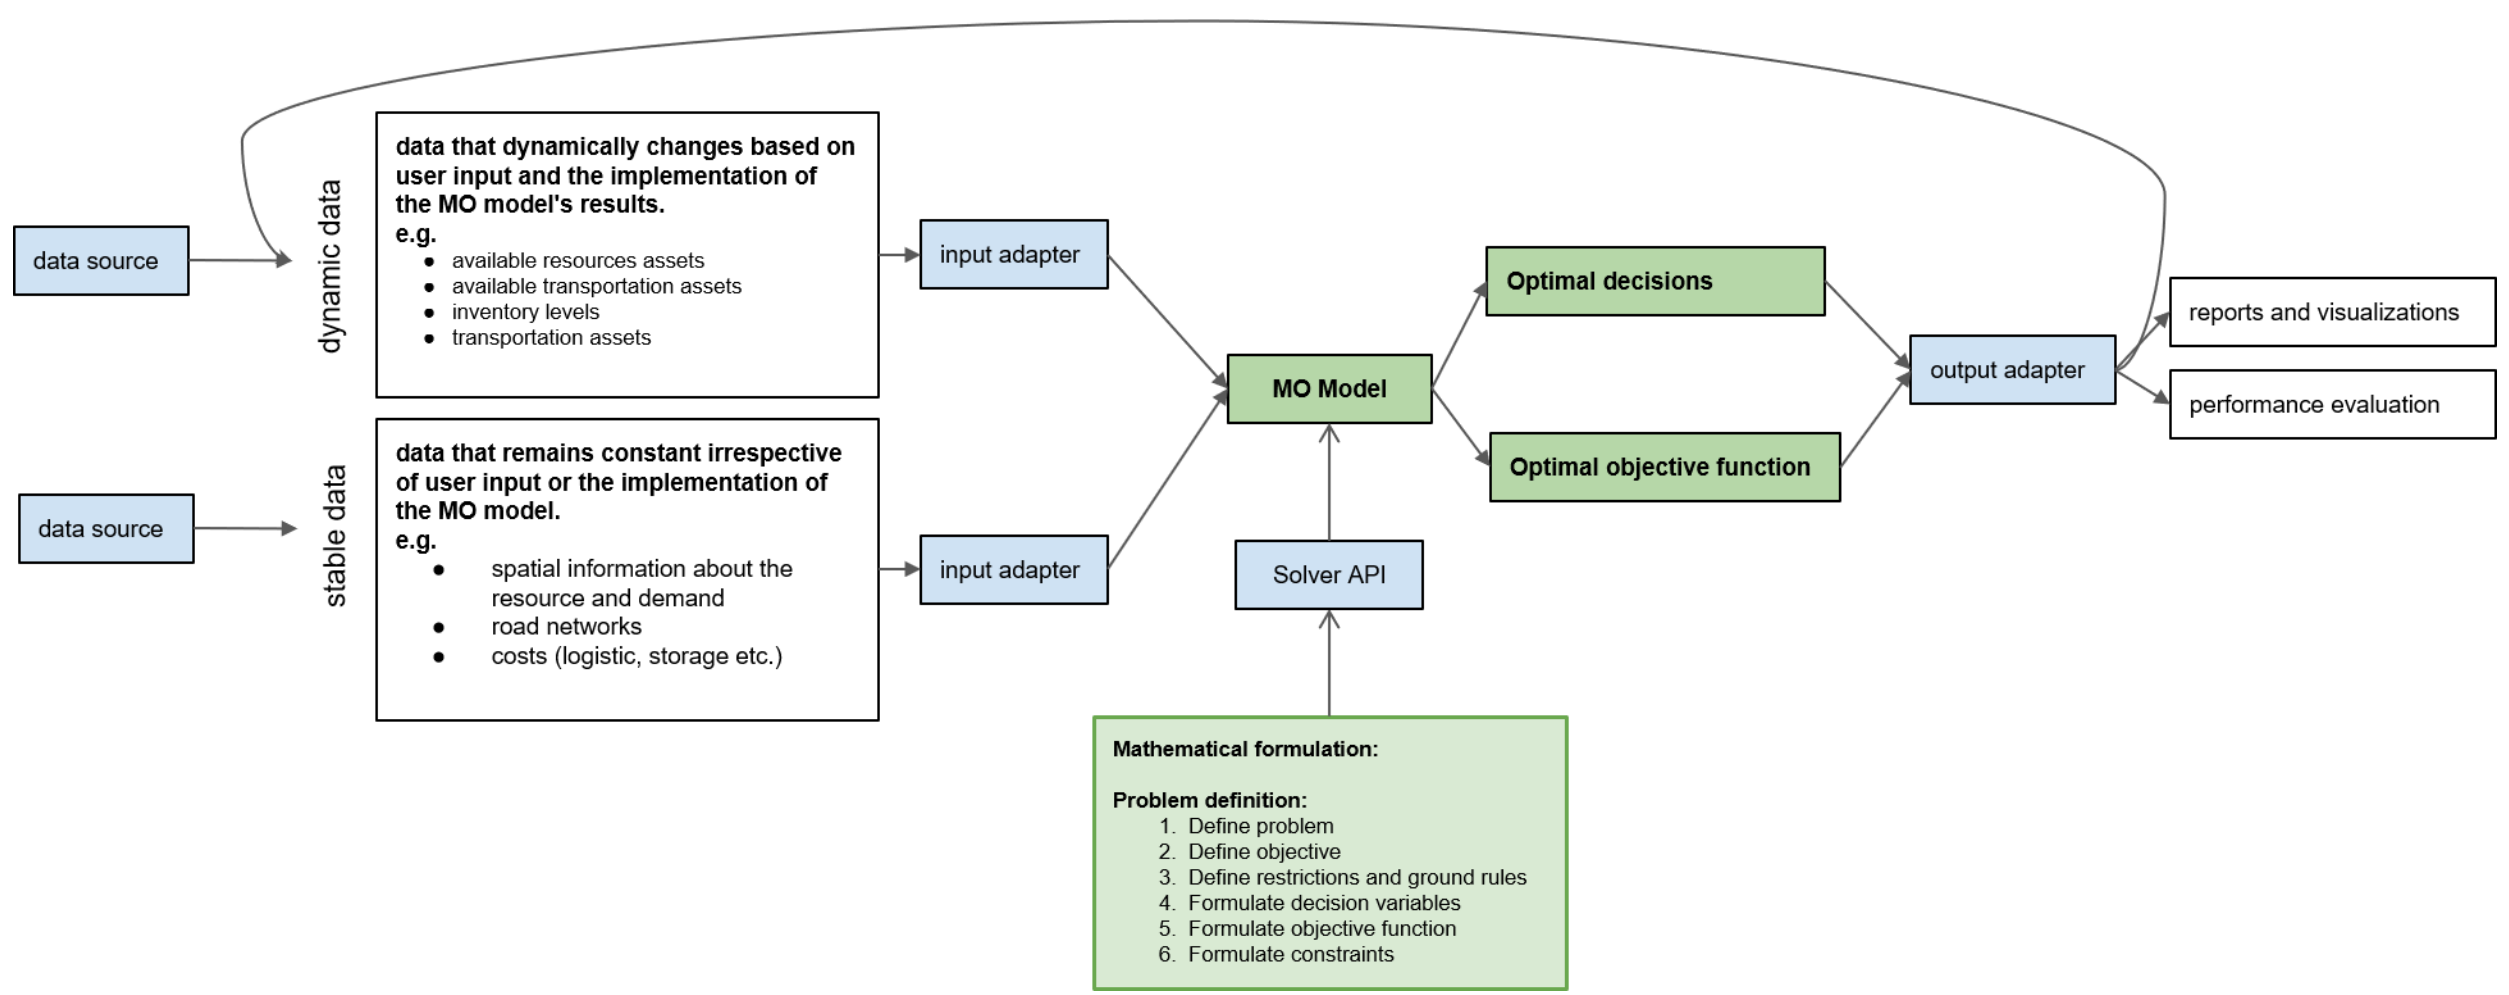 data source
dynamic data
data that dynamically changes based on
user input and the implementation of
the MO model's results.
e.g.
● available resources assets
● available transportation assets
● inventory levels
● transportation assets
input adapter
data source
stable data
data that remains constant irrespective
of user input or the implementation of
the MO model.
e.g.
● spatial information about the
resource and demand
● road networks
● costs (logistic, storage etc.)
input adapter
MO Model
Solver API
Mathematical formulation:
Problem definition:
1. Define problem
2. Define objective
3. Define restrictions and ground rules
4. Formulate decision variables
5. Formulate objective function
6. Formulate constraints
Optimal decisions
Optimal objective function
output adapter
reports and visualizations
performance evaluation